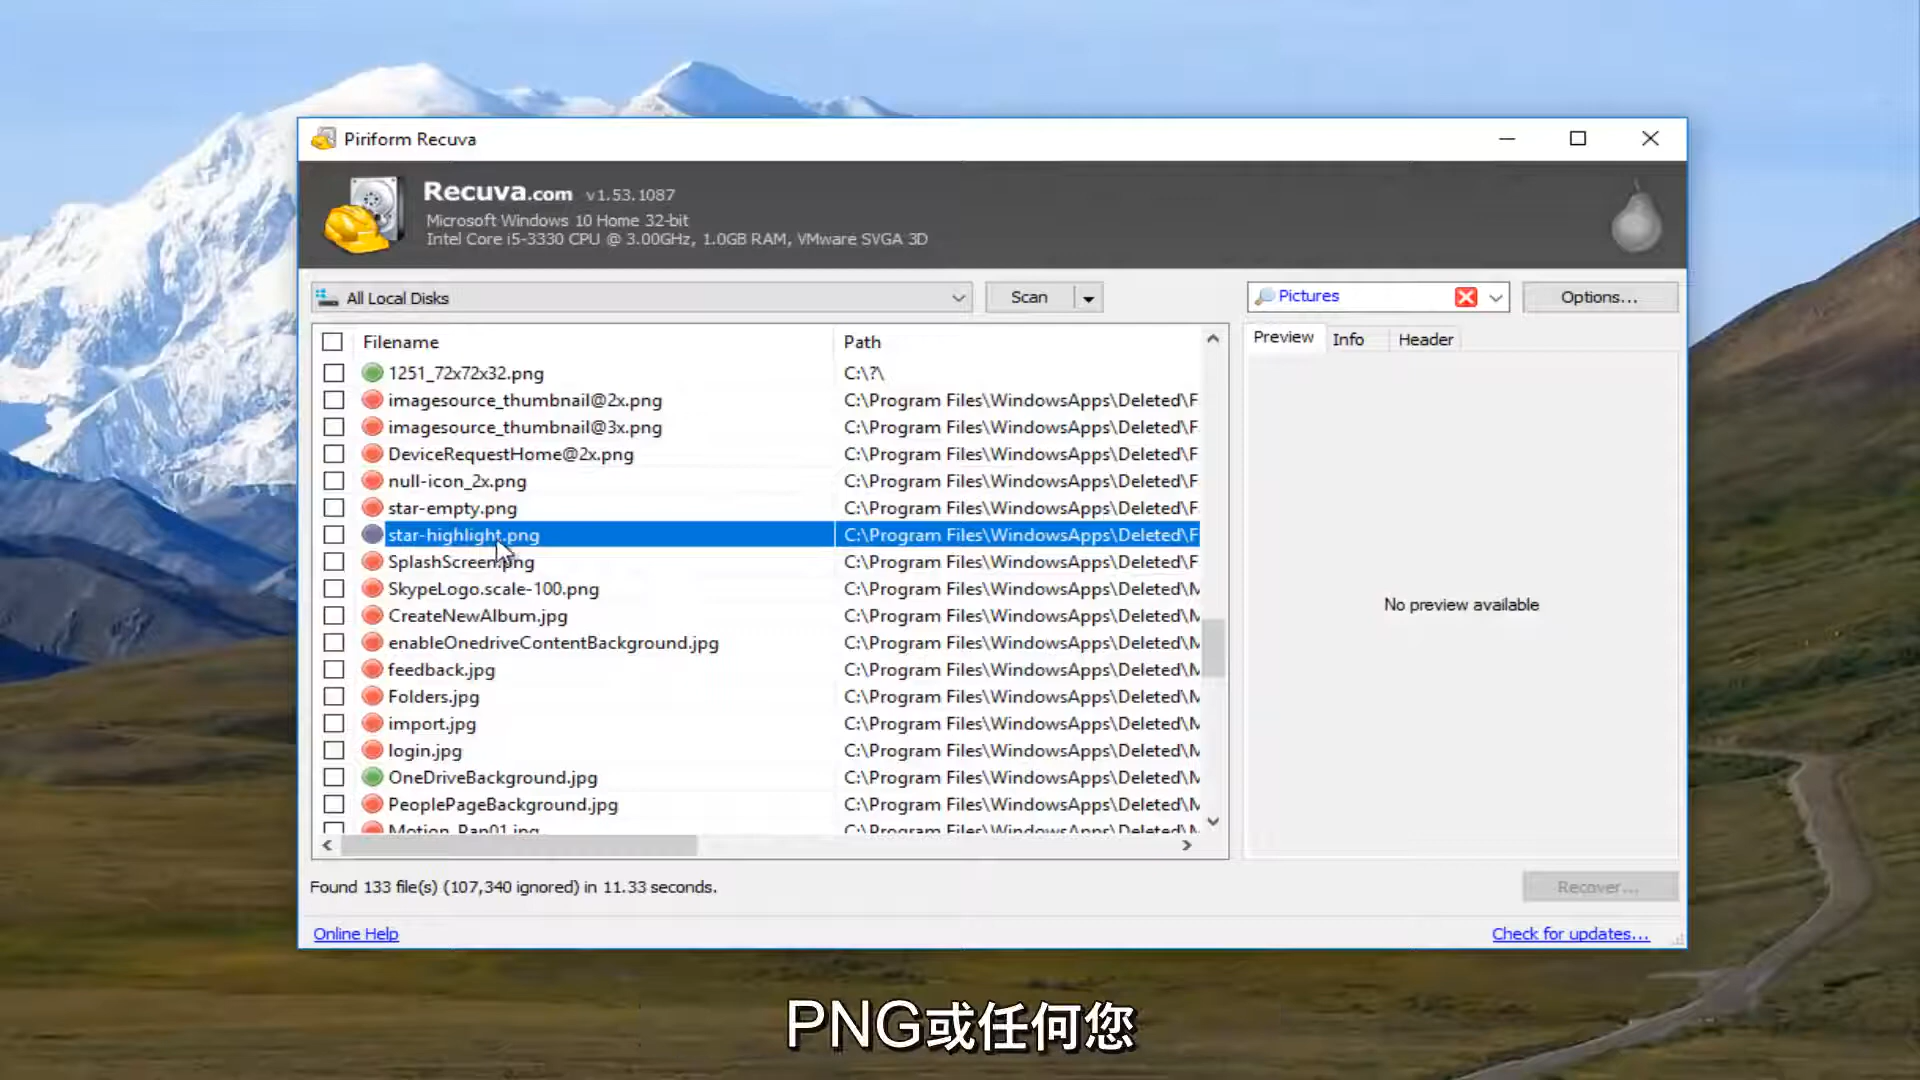 Piriform Recuva
Recuva.com v1.53.1087
Microsoft Windows 10 Home 32-bit
Intel Core i5-3330 CPU @ 3.00GHz, 1.0GB RAM, VMware SVGA 3D
All Local Disks
Scan
Pictures
Options...
Filename Path
Preview Info Header
1251_72x72x32.png C:\?\
imagesource_thumbnail@2x.png C:\Program Files\WindowsApps\Deleted\F
imagesource_thumbnail@3x.png C:\Program Files\WindowsApps\Deleted\F
DeviceRequestHome@2x.png C:\Program Files\WindowsApps\Deleted\F
null-icon_2x.png C:\Program Files\WindowsApps\Deleted\F
star-empty.png C:\Program Files\WindowsApps\Deleted\F
star-highlight.png C:\Program Files\WindowsApps\Deleted\F
SplashScreen.png C:\Program Files\WindowsApps\Deleted\F
SkypeLogo.scale-100.png C:\Program Files\WindowsApps\Deleted\M
CreateNewAlbum.jpg C:\Program Files\WindowsApps\Deleted\M
enableOnedriveContentBackground.jpg C:\Program Files\WindowsApps\Deleted\M
feedback.jpg C:\Program Files\WindowsApps\Deleted\M
Folders.jpg C:\Program Files\WindowsApps\Deleted\M
import.jpg C:\Program Files\WindowsApps\Deleted\M
login.jpg C:\Program Files\WindowsApps\Deleted\M
OneDriveBackground.jpg C:\Program Files\WindowsApps\Deleted\M
PeoplePageBackground.jpg C:\Program Files\WindowsApps\Deleted\M
Motion_Pan01.jpg C:\Program Files\WindowsApps\Deleted\M
No preview available
Found 133 file(s) (107,340 ignored) in 11.33 seconds.
Recover...
Online Help
Check for updates...
PNG或任何您